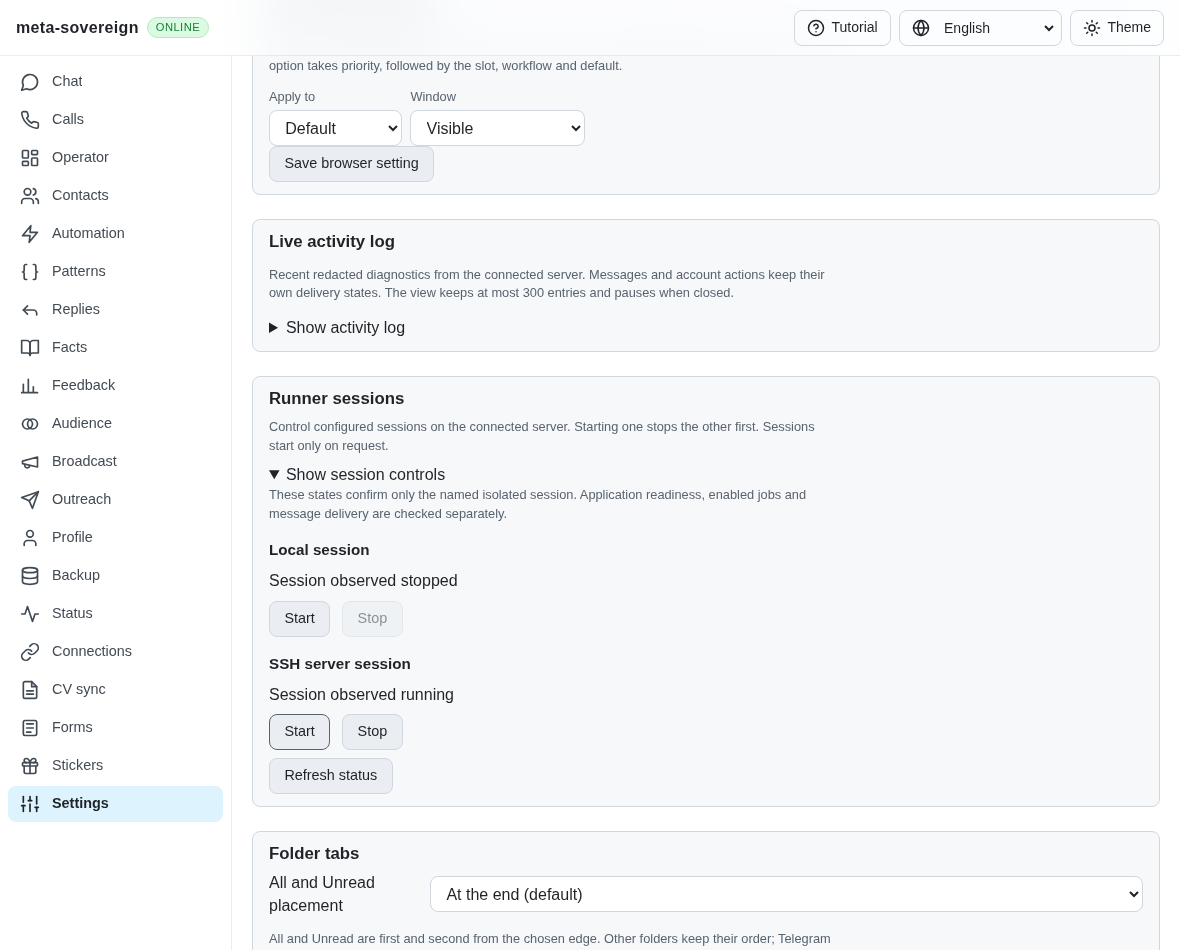 meta-sovereign ONLINE Tutorial English Theme
Chat
Calls
Operator
Contacts
Automation
Patterns
Replies
Facts
Feedback
Audience
Broadcast
Outreach
Profile
Backup
Status
Connections
CV sync
Forms
Stickers
Settings
option takes priority, followed by the slot, workflow and default.
Apply to Window
Default Visible
Save browser setting
Live activity log
Recent redacted diagnostics from the connected server. Messages and account actions keep their
own delivery states. The view keeps at most 300 entries and pauses when closed.
Show activity log
Runner sessions
Control configured sessions on the connected server. Starting one stops the other first. Sessions
start only on request.
Show session controls
These states confirm only the named isolated session. Application readiness, enabled jobs and
message delivery are checked separately.
Local session
Session observed stopped
Start Stop
SSH server session
Session observed running
Start Stop
Refresh status
Folder tabs
All and Unread
placement
At the end (default)
All and Unread are first and second from the chosen edge. Other folders keep their order; Telegram